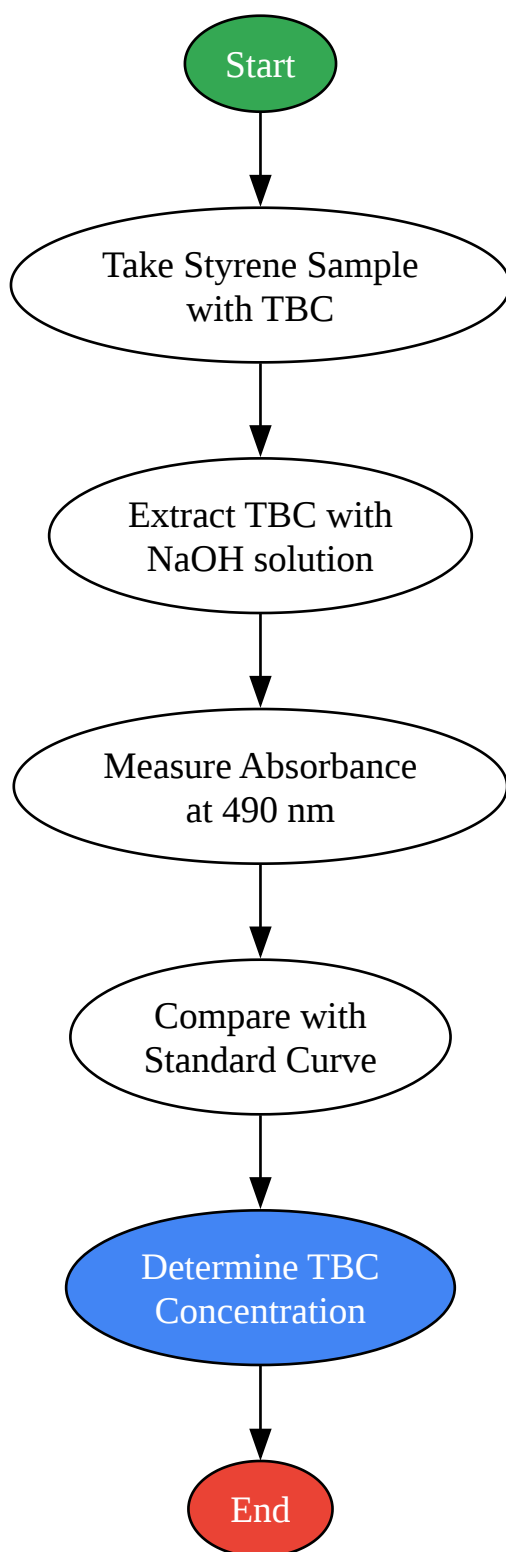 Start
Take Styrene Sample
with TBC
Extract TBC with
NaOH solution
Measure Absorbance
at 490 nm
Compare with
Standard Curve
Determine TBC
Concentration
End